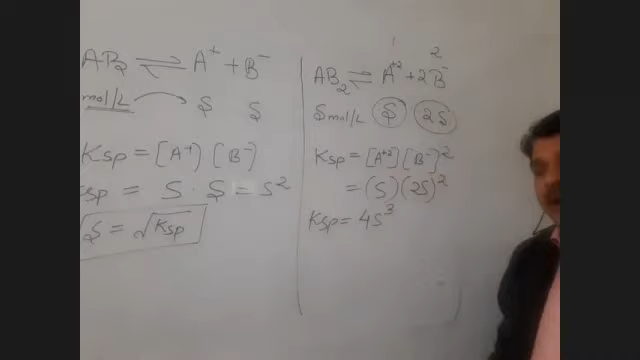 AB₂ ⇌ A⁺ + B⁻
mol/L → S S
Ksp = [A⁺] [B⁻]
Ksp = S · S = S²
S = √Ksp
1 2
AB₂ ⇌ A⁺² + 2B⁻
S mol/L S 2S
Ksp = [A⁺²] [B⁻]²
= (S) (2S)²
Ksp = 4S³